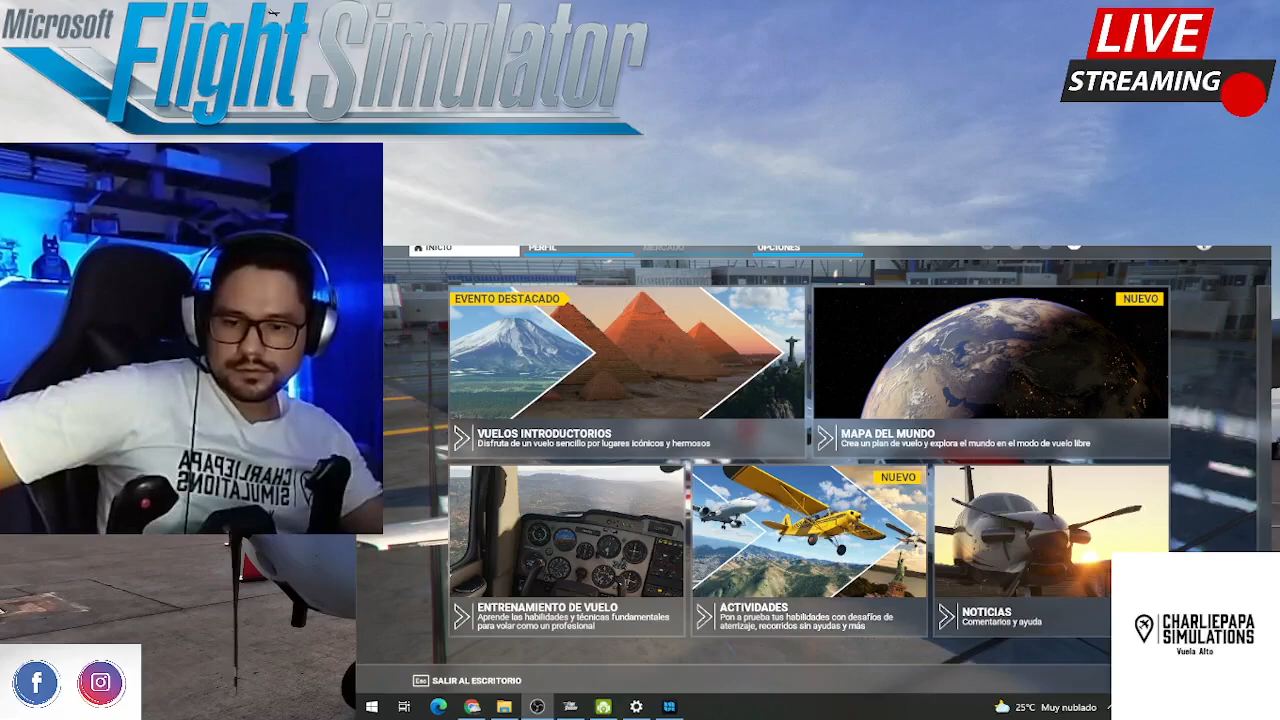 Microsoft
Flight Simulator
LIVE
STREAMING
INICIO
PERFIL
MERCADO
OPCIONES
EVENTO DESTACADO
NUEVO
VUELOS INTRODUCTORIOS
Disfruta de un vuelo sencillo por lugares icónicos y hermosos
MAPA DEL MUNDO
Crea un plan de vuelo y explora el mundo en el modo de vuelo libre
CHARLIEPAPA
SIMULATIONS
NUEVO
ENTRENAMIENTO DE VUELO
Aprende las habilidades y técnicas fundamentales
para volar como un profesional
ACTIVIDADES
Pon a prueba tus habilidades con desafíos de
aterrizaje, recorridos sin ayudas y más
NOTICIAS
Comentarios y ayuda
CHARLIEPAPA
SIMULATIONS
Vuela Alto
Esc SALIR AL ESCRITORIO
25°C Muy nublado